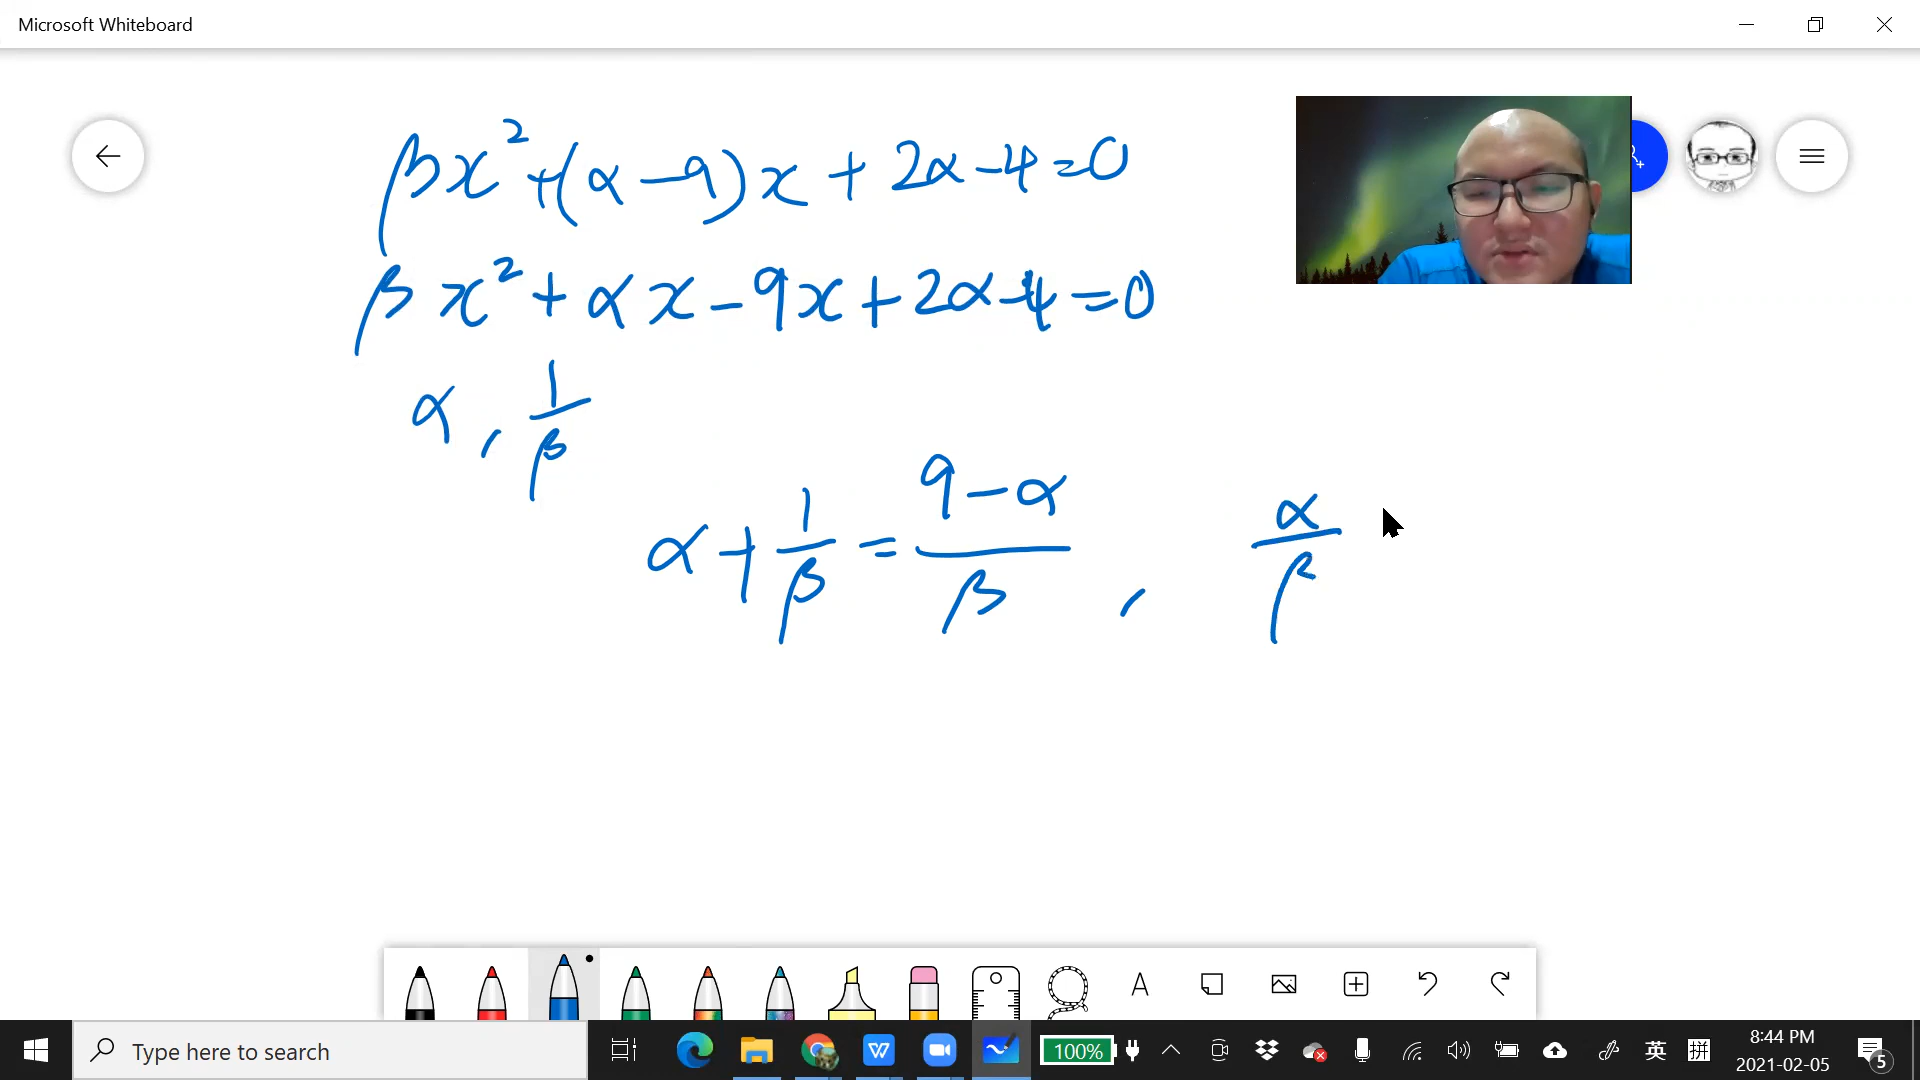 Microsoft Whiteboard
βx²+(α-9)x+2α-4=0
βx²+αx-9x+2α-4=0
α, 1/β
α+1/β=(9-α)/β, α/β
A
Type here to search
100%
英
拼
8:44 PM
2021-02-05
5